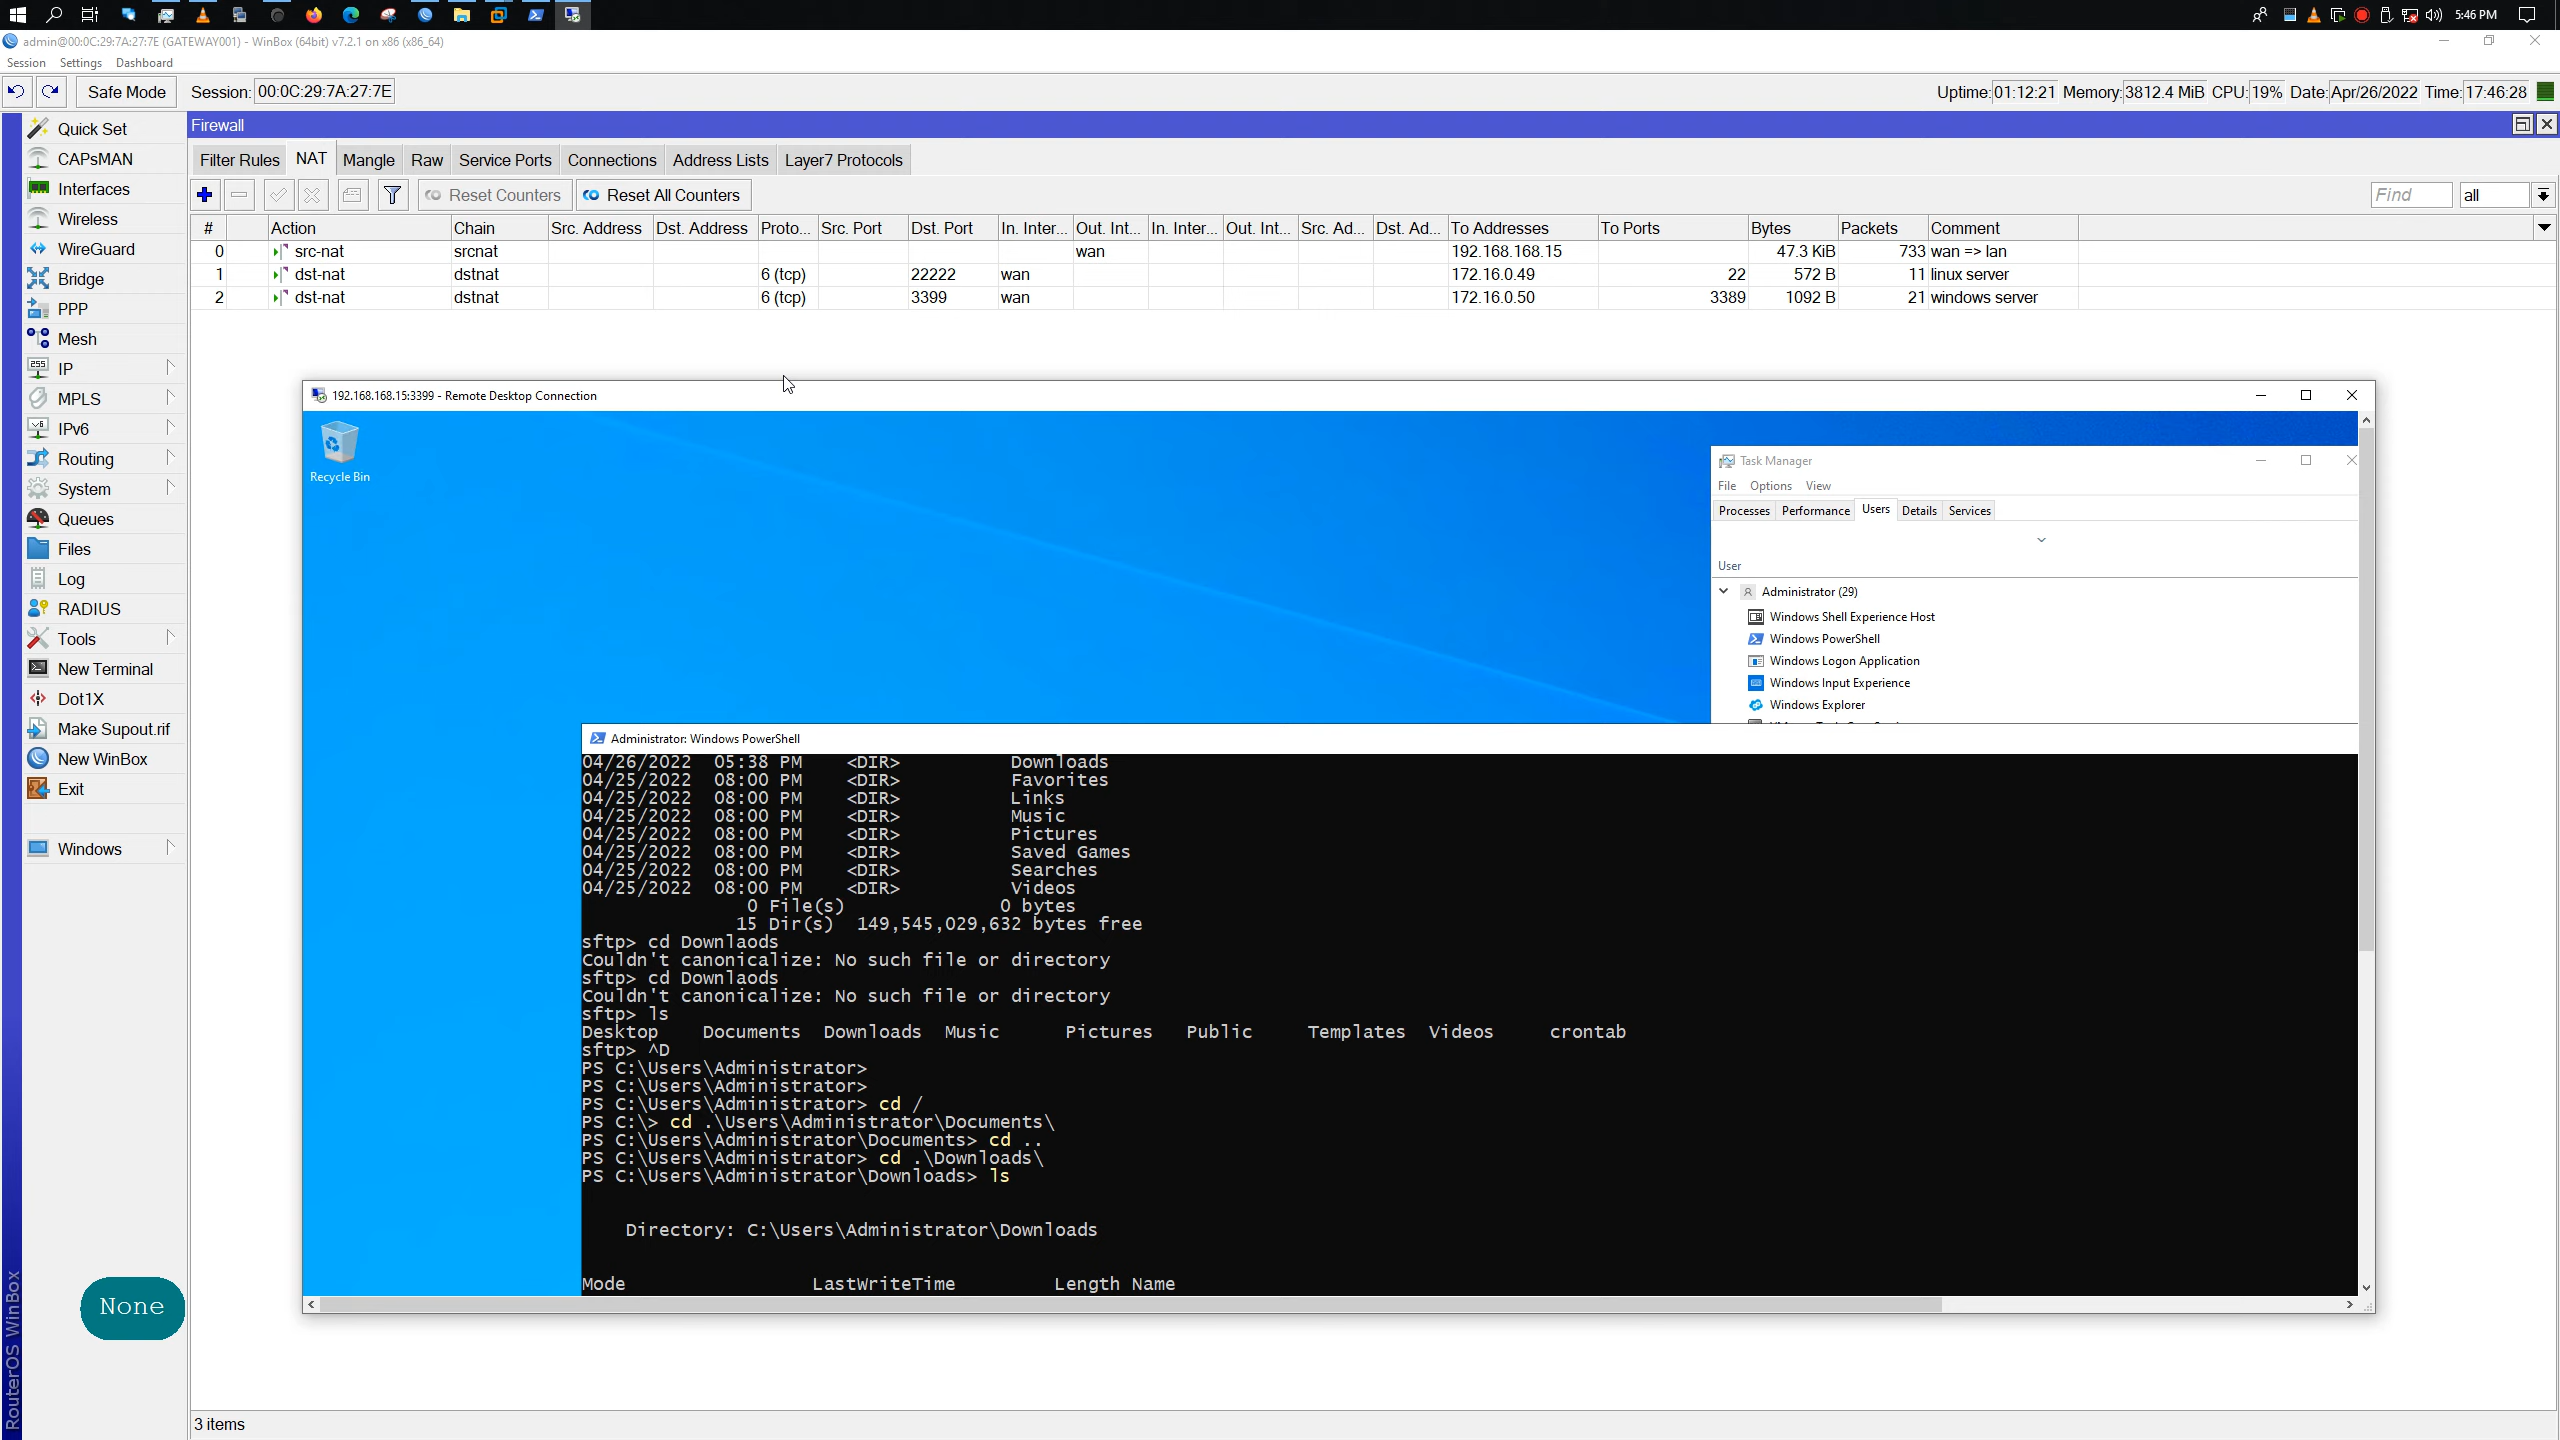 5:46 PM
admin@00:0C:29:7A:27:7E (GATEWAY001) - WinBox (64bit) v7.2.1 on x86 (x86_64)
Session Settings Dashboard
Safe Mode Session: 00:0C:29:7A:27:7E Uptime: 01:12:21 Memory: 3812.4 MiB CPU: 19% Date: Apr/26/2022 Time: 17:46:28
Quick Set
CAPsMAN
Interfaces
Wireless
WireGuard
Bridge
PPP
Mesh
IP
MPLS
IPv6
Routing
System
Queues
Files
Log
RADIUS
Tools
New Terminal
Dot1X
Make Supout.rif
New WinBox
Exit
Windows
RouterOS WinBox
None
Firewall
Filter Rules NAT Mangle Raw Service Ports Connections Address Lists Layer7 Protocols
Reset Counters Reset All Counters Find all
# Action Chain Src. Address Dst. Address Proto... Src. Port Dst. Port In. Inter... Out. Int... In. Inter... Out. Int... Src. Ad... Dst. Ad... To Addresses To Ports Bytes Packets Comment
0 src-nat srcnat wan 192.168.168.15 47.3 KiB 733 wan => lan
1 dst-nat dstnat 6 (tcp) 22222 wan 172.16.0.49 22 572 B 11 linux server
2 dst-nat dstnat 6 (tcp) 3399 wan 172.16.0.50 3389 1092 B 21 windows server
192.168.168.15:3399 - Remote Desktop Connection
Recycle Bin
Task Manager
File Options View
Processes Performance Users Details Services
User
Administrator (29)
Windows Shell Experience Host
Windows PowerShell
Windows Logon Application
Windows Input Experience
Windows Explorer
Administrator: Windows PowerShell
04/26/2022 05:38 PM <DIR> Downloads
04/25/2022 08:00 PM <DIR> Favorites
04/25/2022 08:00 PM <DIR> Links
04/25/2022 08:00 PM <DIR> Music
04/25/2022 08:00 PM <DIR> Pictures
04/25/2022 08:00 PM <DIR> Saved Games
04/25/2022 08:00 PM <DIR> Searches
04/25/2022 08:00 PM <DIR> Videos
0 File(s) 0 bytes
15 Dir(s) 149,545,029,632 bytes free
sftp> cd Downlaods
Couldn't canonicalize: No such file or directory
sftp> cd Downlaods
Couldn't canonicalize: No such file or directory
sftp> ls
Desktop Documents Downloads Music Pictures Public Templates Videos crontab
sftp> ^D
PS C:\Users\Administrator>
PS C:\Users\Administrator>
PS C:\Users\Administrator> cd /
PS C:\> cd .\Users\Administrator\Documents\
PS C:\Users\Administrator\Documents> cd ..
PS C:\Users\Administrator> cd .\Downloads\
PS C:\Users\Administrator\Downloads> ls
Directory: C:\Users\Administrator\Downloads
Mode LastWriteTime Length Name
3 items